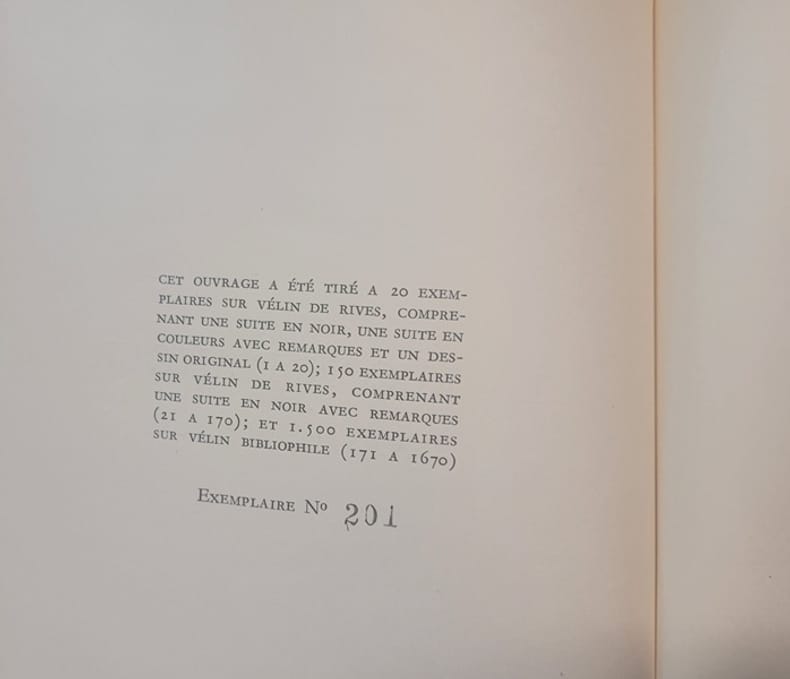 CET OUVRAGE A ÉTÉ TIRÉ A 20 EXEM-
PLAIRES SUR VÉLIN DE RIVES, COMPRE-
NANT UNE SUITE EN NOIR, UNE SUITE EN
COULEURS AVEC REMARQUES ET UN DES-
SIN ORIGINAL (1 A 20); 150 EXEMPLAIRES
SUR VÉLIN DE RIVES, COMPRENANT
UNE SUITE EN NOIR AVEC REMARQUES
(21 A 170); ET 1.500 EXEMPLAIRES
SUR VÉLIN BIBLIOPHILE (171 A 1670)
EXEMPLAIRE Nº 201